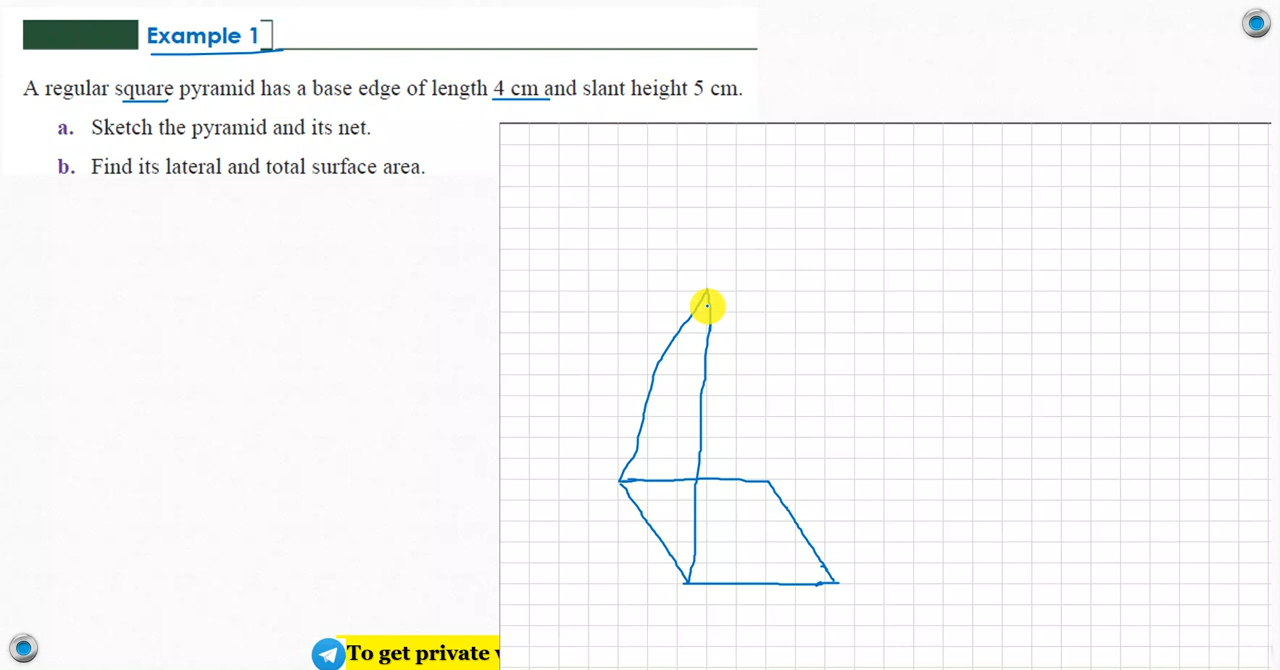 Example 1
A regular square pyramid has a base edge of length 4 cm and slant height 5 cm.
a. Sketch the pyramid and its net.
b. Find its lateral and total surface area.
To get private